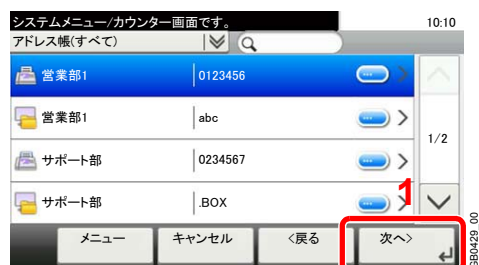 システムメニュー/カウンター画面です。 10:10
アドレス帳(すべて)
営業部1 0123456
営業部1 abc
1/2
サポート部 0234567
サポート部 .BOX
1
メニュー キャンセル <戻る 次へ>
GB0429_00